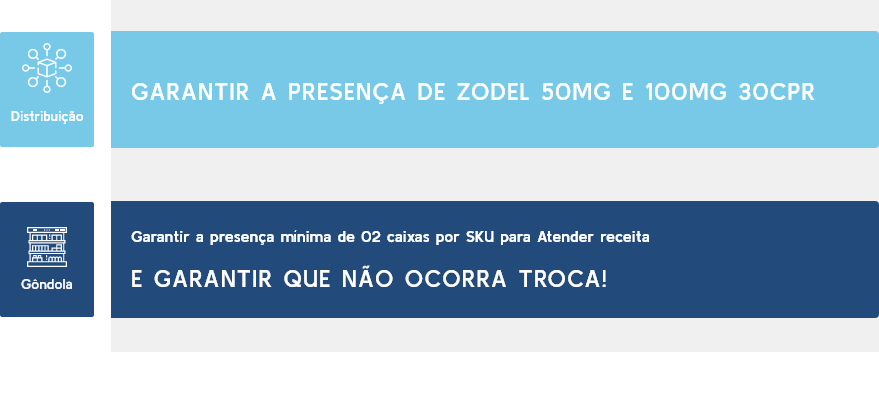 Distribuição
GARANTIR A PRESENÇA DE ZODEL 50MG E 100MG 30CPR
Gôndola
Garantir a presença mínima de 02 caixas por SKU para Atender receita
E GARANTIR QUE NÃO OCORRA TROCA!